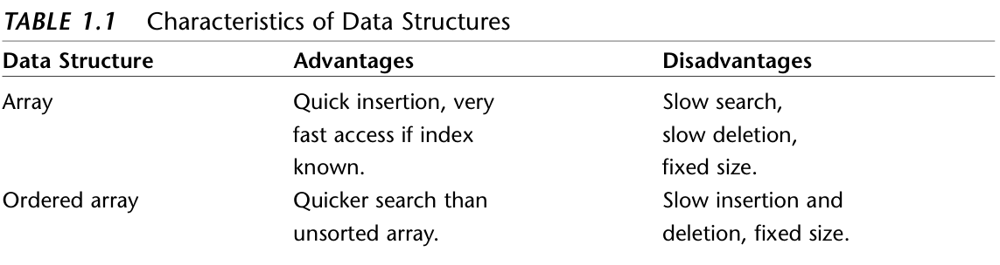 TABLE 1.1 Characteristics of Data Structures
Data Structure Advantages Disadvantages
Array Quick insertion, very Slow search,
fast access if index slow deletion,
known. fixed size.
Ordered array Quicker search than Slow insertion and
unsorted array. deletion, fixed size.